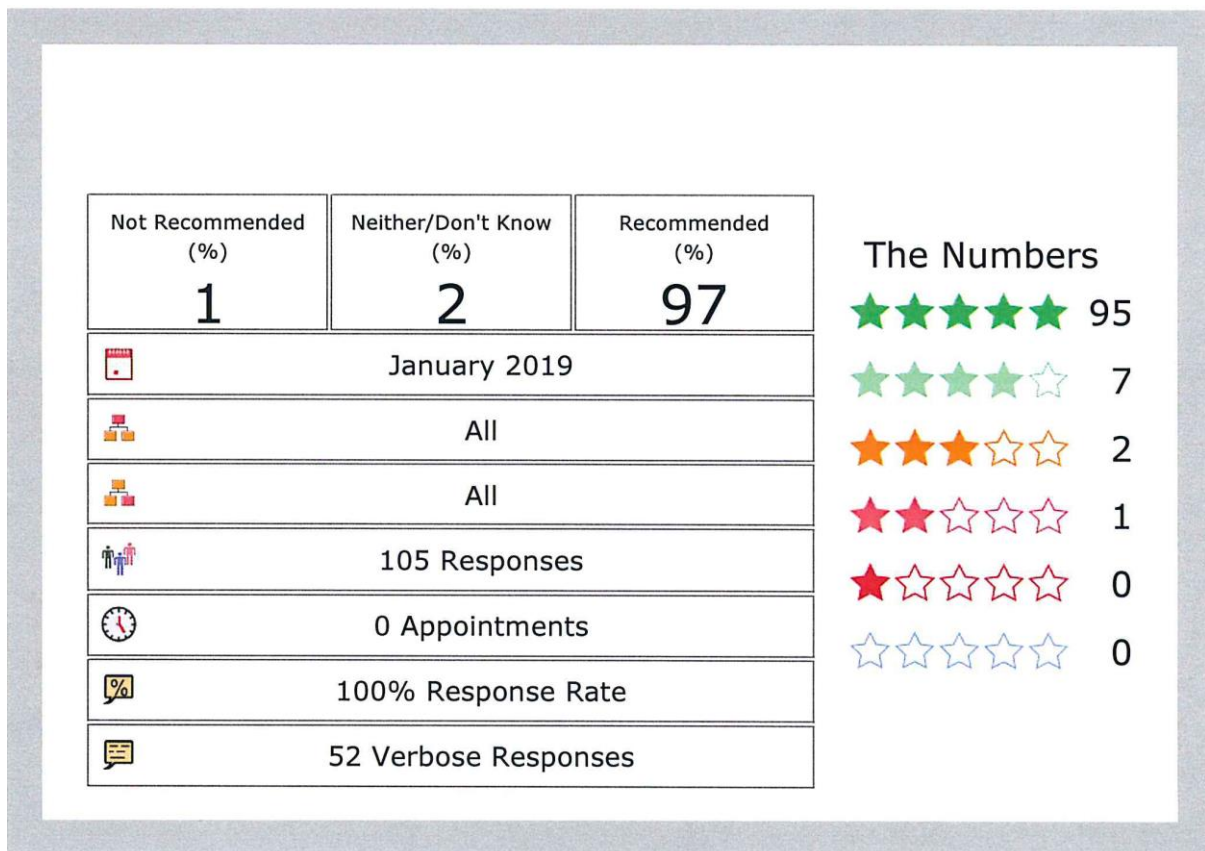 Not Recommended
(%)
1
Neither/Don't Know
(%)
2
Recommended
(%)
97
January 2019
All
All
105 Responses
0 Appointments
% 100% Response Rate
52 Verbose Responses
The Numbers
95
7
2
1
0
0